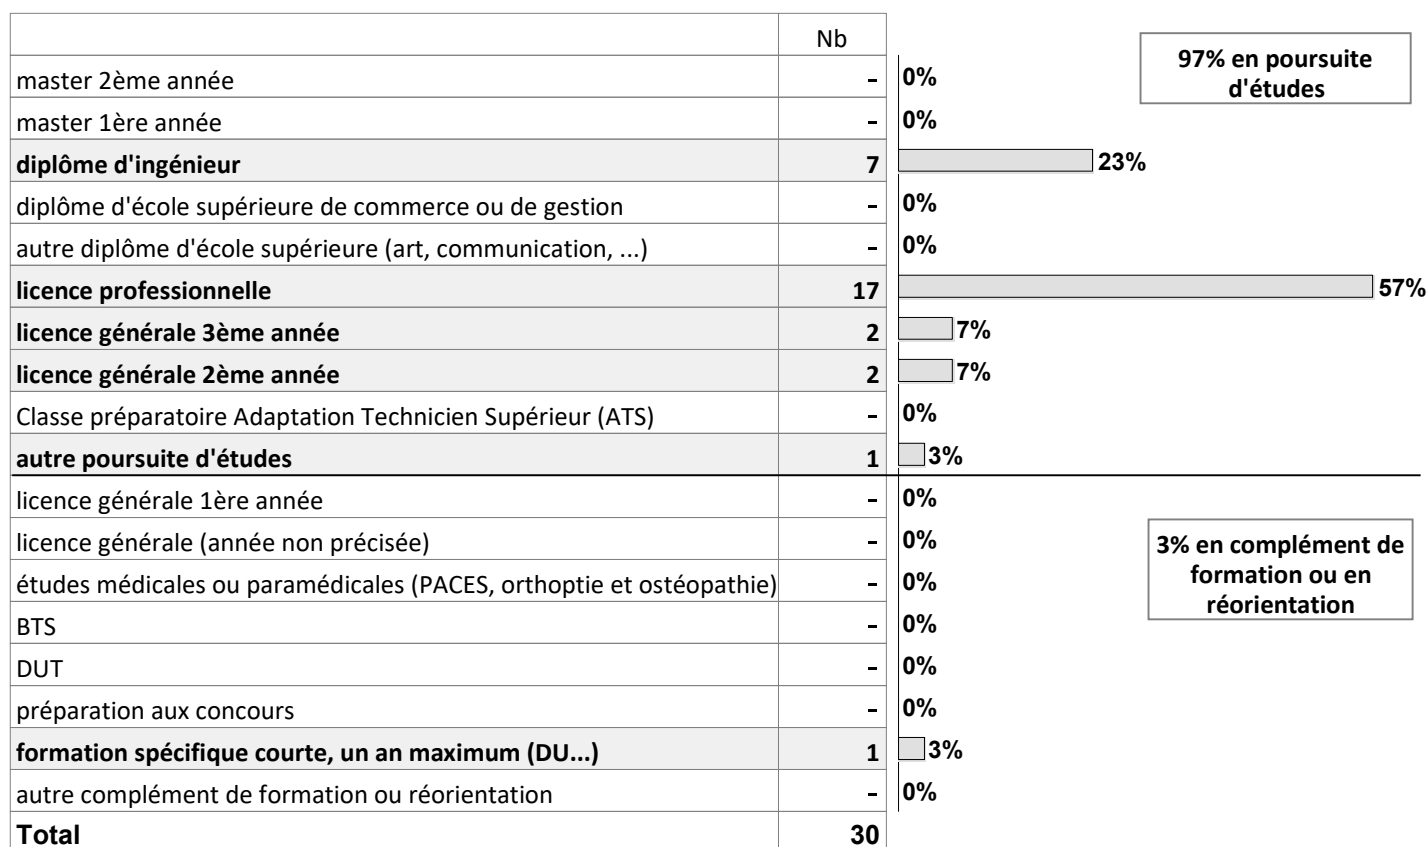 Nb
master 2ème année - 0%
97% en poursuite
d'études
master 1ère année - 0%
diplôme d'ingénieur 7 23%
diplôme d'école supérieure de commerce ou de gestion - 0%
autre diplôme d'école supérieure (art, communication, ...) - 0%
licence professionnelle 17 57%
licence générale 3ème année 2 7%
licence générale 2ème année 2 7%
Classe préparatoire Adaptation Technicien Supérieur (ATS) - 0%
autre poursuite d'études 1 3%
licence générale 1ère année - 0%
licence générale (année non précisée) - 0%
3% en complément de
formation ou en
réorientation
études médicales ou paramédicales (PACES, orthoptie et ostéopathie) - 0%
BTS - 0%
DUT - 0%
préparation aux concours - 0%
formation spécifique courte, un an maximum (DU...) 1 3%
autre complément de formation ou réorientation - 0%
Total 30